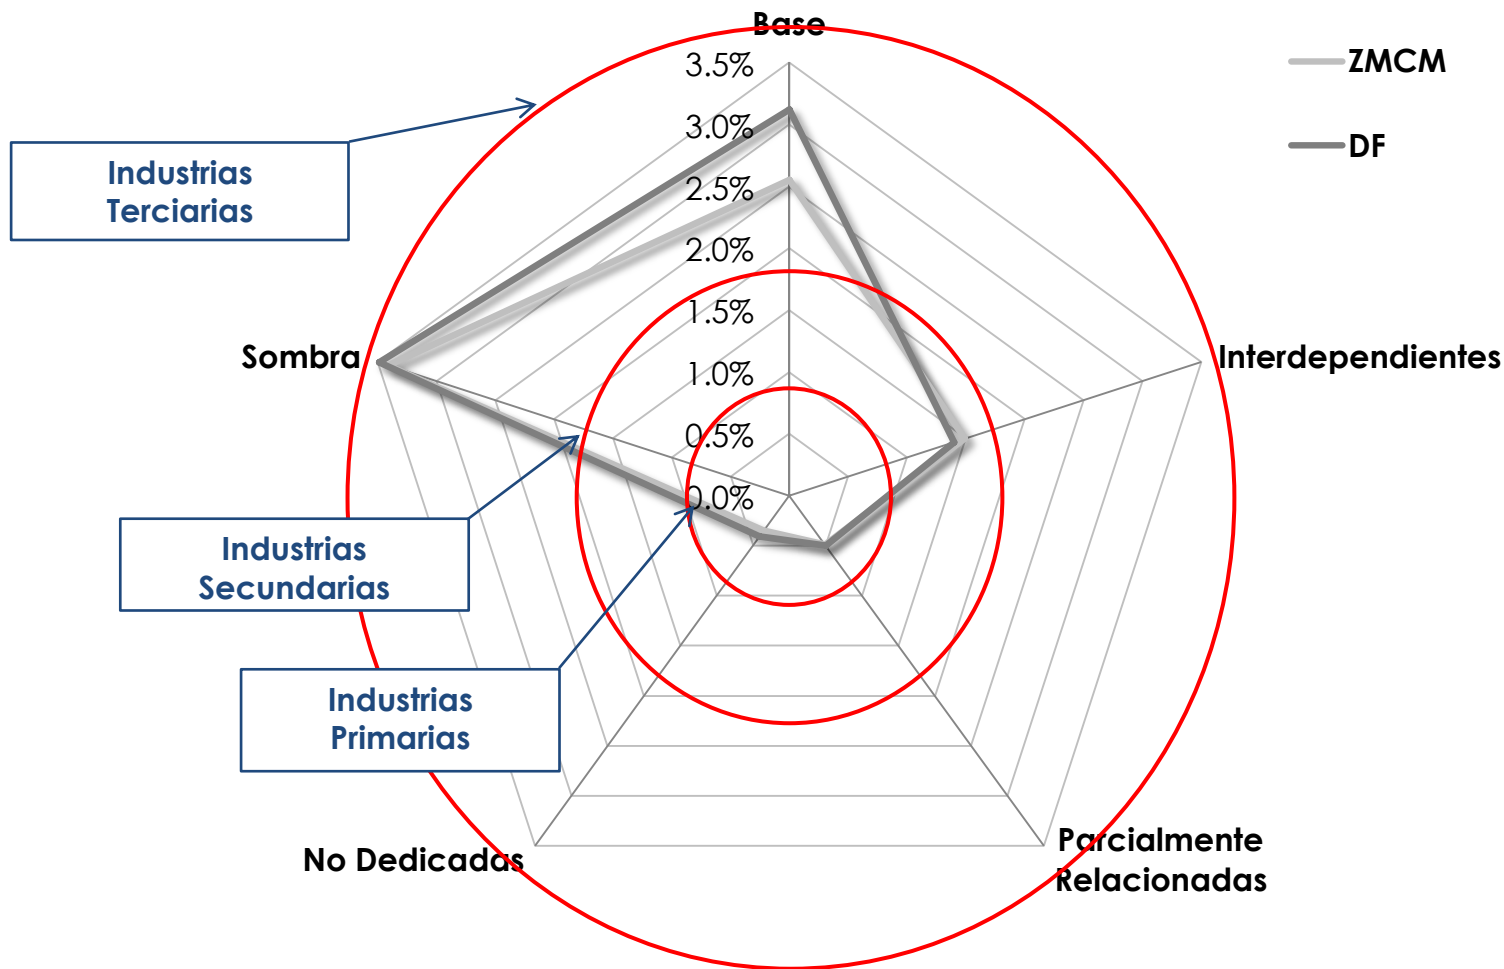 Base
3.5%
ZMCM
3.0%
DF
Industrias
Terciarias
2.5%
2.0%
1.5%
Sombra
Interdependientes
1.0%
0.5%
0.0%
Industrias
Secundarias
Industrias
Primarias
No Dedicadas
Parcialmente
Relacionadas